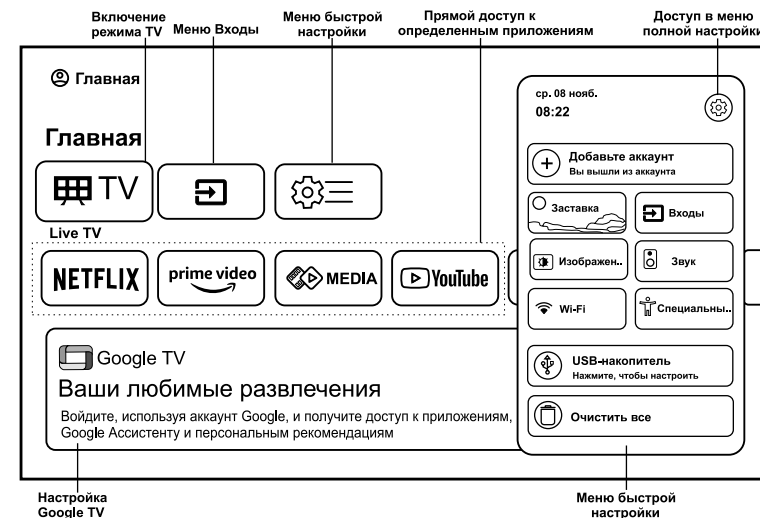 Включение
режима TV
Меню Входы
Меню быстрой
настройки
Прямой доступ к
определенным приложениям
Доступ в меню
полной настройки
Главная
Главная
TV
Live TV
NETFLIX
prime video
MEDIA
YouTube
Google TV
Ваши любимые развлечения
Войдите, используя аккаунт Google, и получите доступ к приложениям,
Google Ассистенту и персональным рекомендациям
ср. 08 нояб.
08:22
Добавьте аккаунт
Вы вышли из аккаунта
Заставка
Входы
Изображен..
Звук
Wi-Fi
Специальны..
USB-накопитель
Нажмите, чтобы настроить
Очистить все
Настройка
Google TV
Меню быстрой
настройки